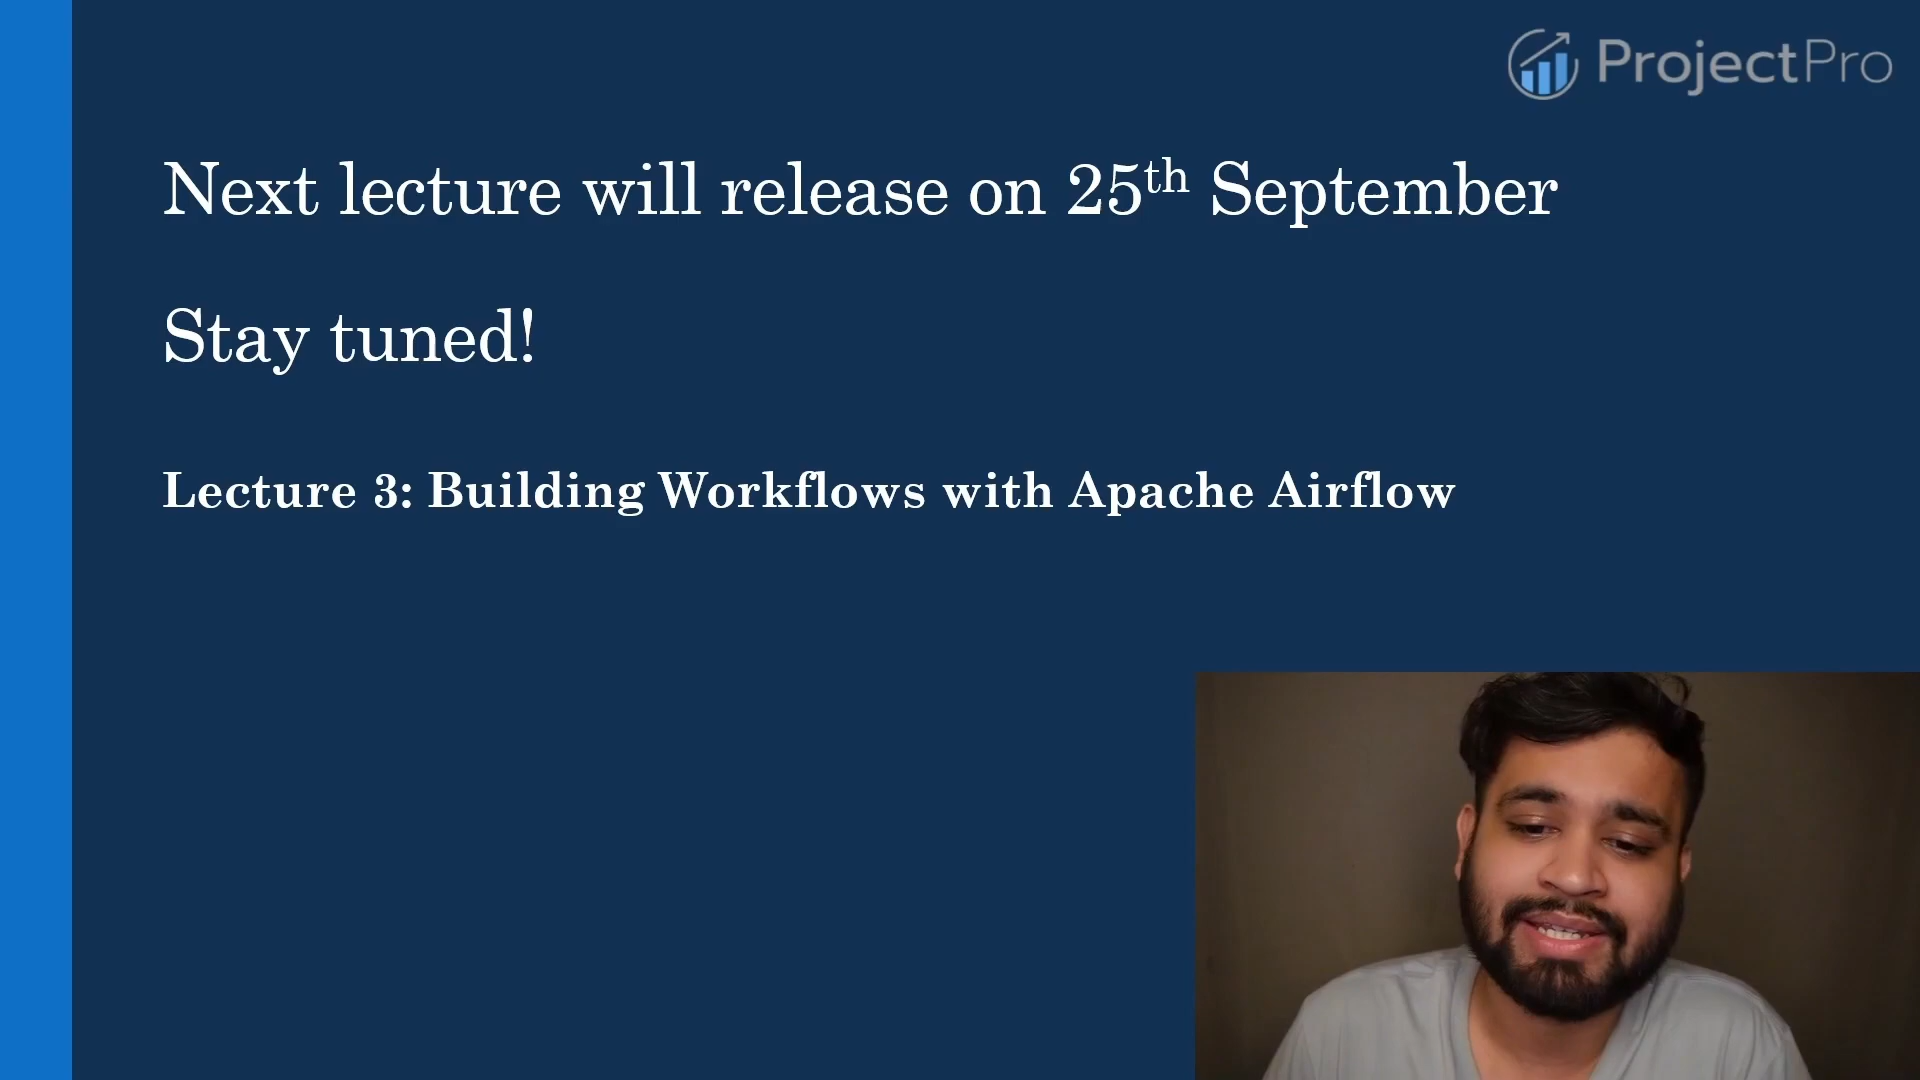 ProjectPro
Next lecture will release on 25th September
Stay tuned!
Lecture 3: Building Workflows with Apache Airflow